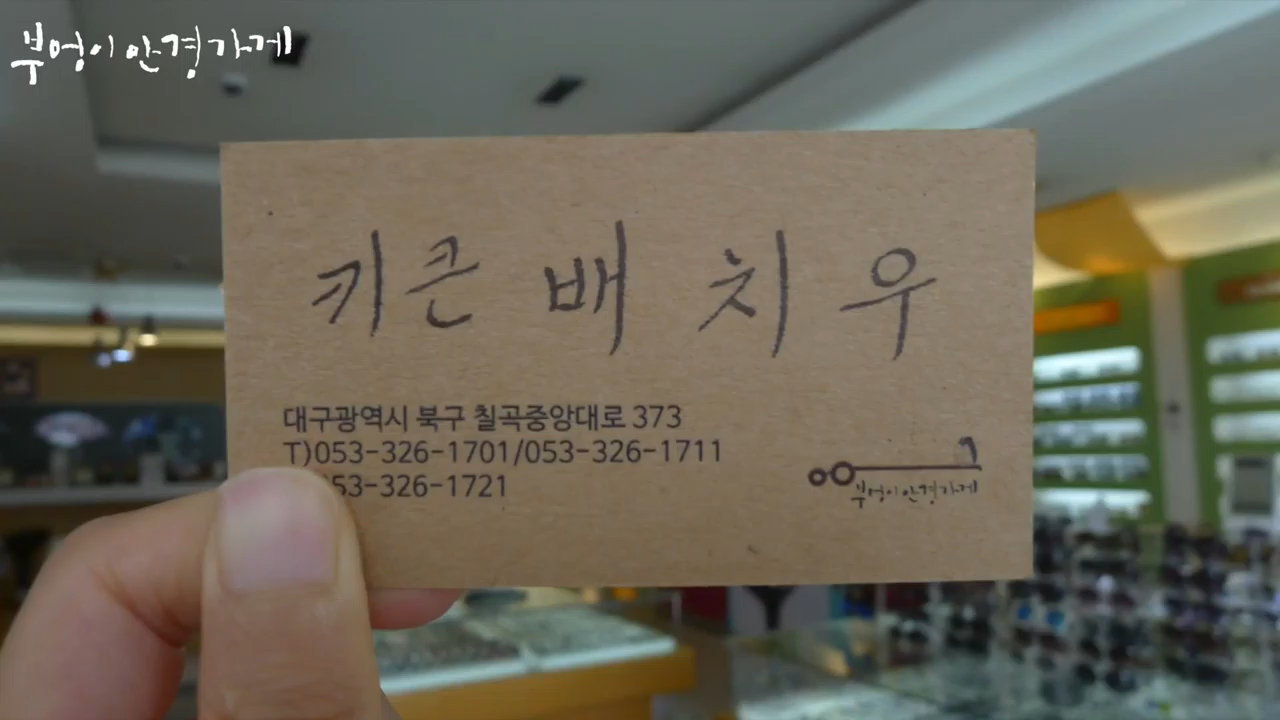 부엉이안경가게
키큰 배 치 우
대구광역시 북구 칠곡중앙대로 373
T)053-326-1701/053-326-1711
53-326-1721
부엉이안경가게